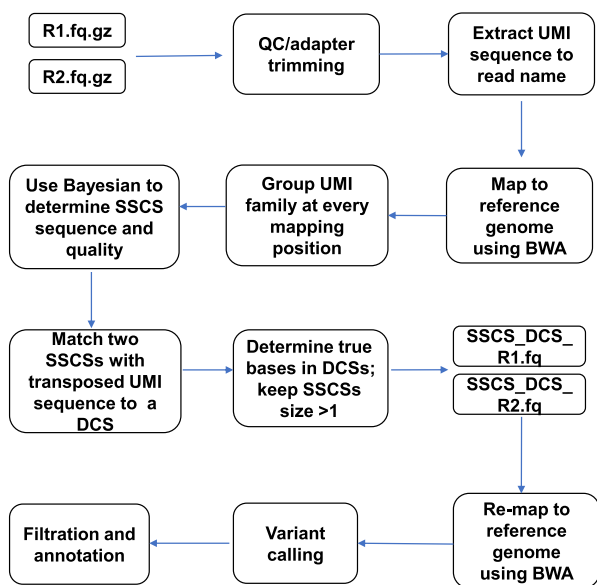 R1.fq.gz
R2.fq.gz
QC/adapter
trimming
Extract UMI
sequence to
read name
Map to
reference
genome
using BWA
Group UMI
family at every
mapping
position
Use Bayesian to
determine SSCS
sequence and
quality
Match two
SSCSs with
transposed UMI
sequence to a
DCS
Determine true
bases in DCSs;
keep SSCSs
size >1
SSCS_DCS_
R1.fq
SSCS_DCS_
R2.fq
Re-map to
reference
genome
using BWA
Variant
calling
Filtration and
annotation